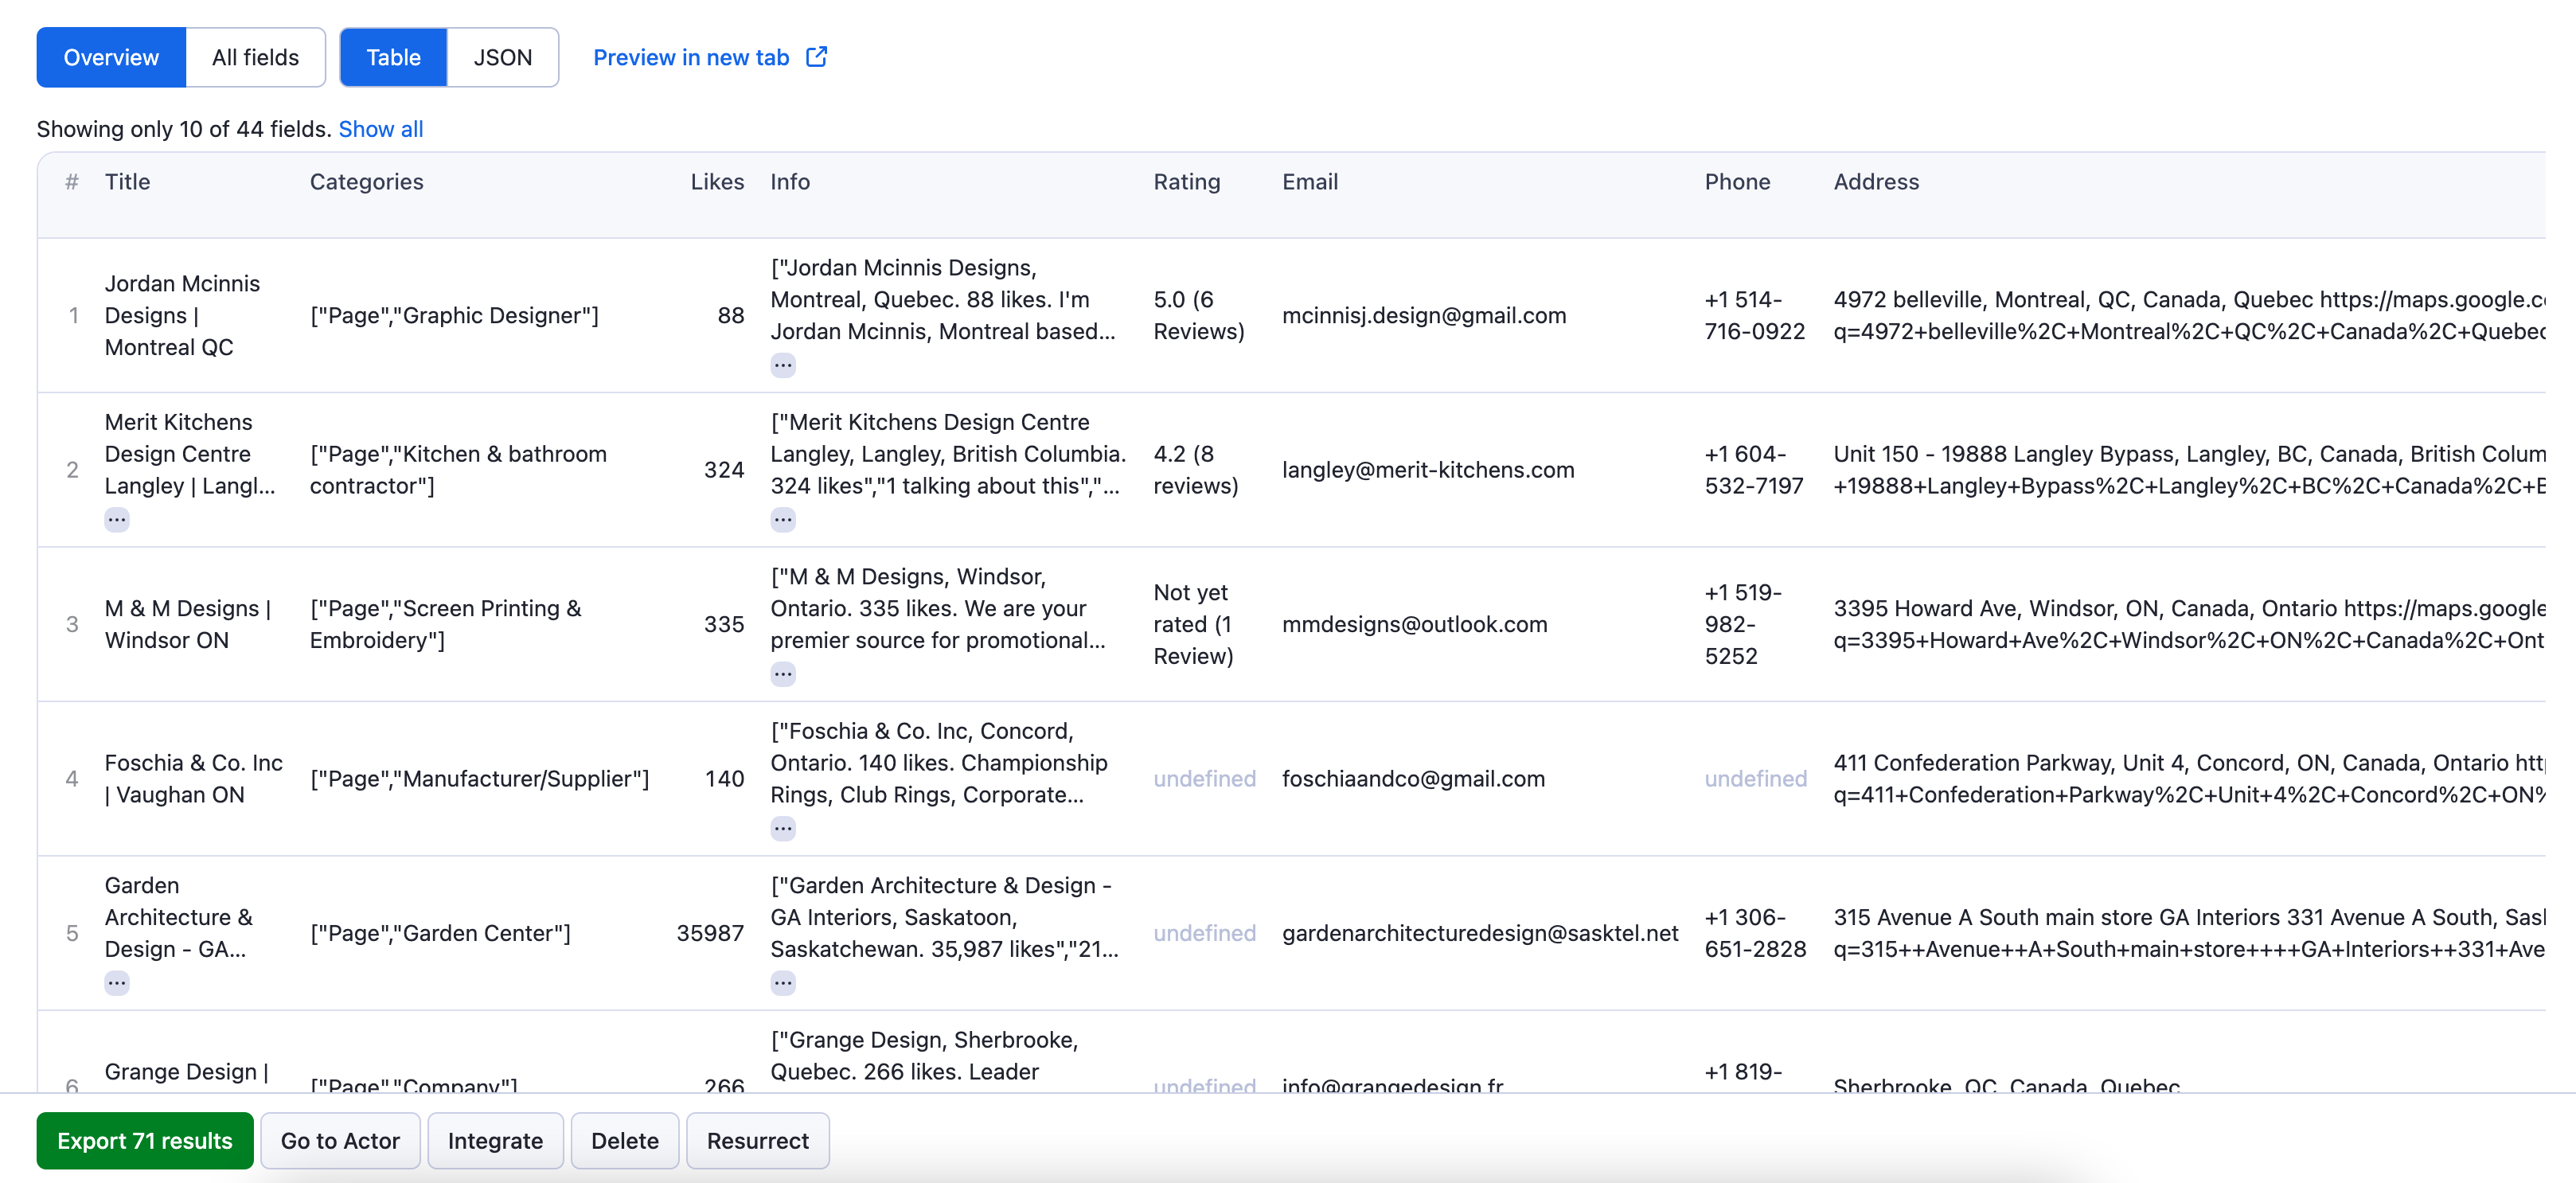 Overview All fields Table JSON Preview in new tab
Showing only 10 of 44 fields. Show all
# Title Categories Likes Info Rating Email Phone Address
1
Jordan Mcinnis
Designs |
Montreal QC
["Page","Graphic Designer"]
88
["Jordan Mcinnis Designs,
Montreal, Quebec. 88 likes. I'm
Jordan Mcinnis, Montreal based...
...
5.0 (6
Reviews)
mcinnisj.design@gmail.com
+1 514-
716-0922
4972 belleville, Montreal, QC, Canada, Quebec https://maps.google.c
q=4972+belleville%2C+Montreal%2C+QC%2C+Canada%2C+Quebec
2
Merit Kitchens
Design Centre
Langley | Langl...
...
["Page","Kitchen & bathroom
contractor"]
324
["Merit Kitchens Design Centre
Langley, Langley, British Columbia.
324 likes","1 talking about this","...
...
4.2 (8
reviews)
langley@merit-kitchens.com
+1 604-
532-7197
Unit 150 - 19888 Langley Bypass, Langley, BC, Canada, British Colum
+19888+Langley+Bypass%2C+Langley%2C+BC%2C+Canada%2C+B
3
M & M Designs |
Windsor ON
["Page","Screen Printing &
Embroidery"]
335
["M & M Designs, Windsor,
Ontario. 335 likes. We are your
premier source for promotional...
...
Not yet
rated (1
Review)
mmdesigns@outlook.com
+1 519-
982-
5252
3395 Howard Ave, Windsor, ON, Canada, Ontario https://maps.google
q=3395+Howard+Ave%2C+Windsor%2C+ON%2C+Canada%2C+Ont
4
Foschia & Co. Inc
| Vaughan ON
["Page","Manufacturer/Supplier"]
140
["Foschia & Co. Inc, Concord,
Ontario. 140 likes. Championship
Rings, Club Rings, Corporate...
...
undefined
foschiaandco@gmail.com
undefined
411 Confederation Parkway, Unit 4, Concord, ON, Canada, Ontario htt
q=411+Confederation+Parkway%2C+Unit+4%2C+Concord%2C+ON%
5
Garden
Architecture &
Design - GA...
...
["Page","Garden Center"]
35987
["Garden Architecture & Design -
GA Interiors, Saskatoon,
Saskatchewan. 35,987 likes","21...
...
undefined
gardenarchitecturedesign@sasktel.net
+1 306-
651-2828
315 Avenue A South main store GA Interiors 331 Avenue A South, Sas
q=315++Avenue++A+South+main+store++++GA+Interiors++331+Ave
6
Grange Design |
["Page","Company"]
266
["Grange Design, Sherbrooke,
Quebec. 266 likes. Leader
undefined
info@grangedesign.fr
+1 819-
Sherbrooke, QC, Canada, Quebec
Export 71 results Go to Actor Integrate Delete Resurrect